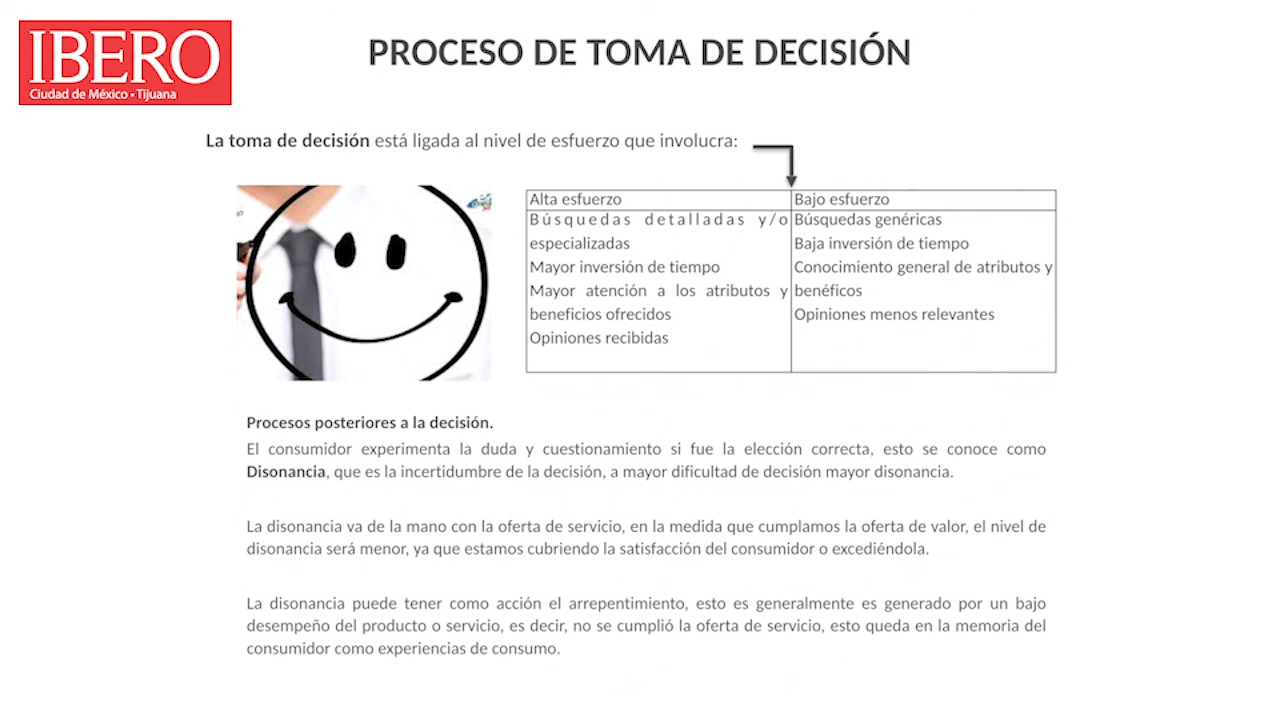 IBERO
Ciudad de México • Tijuana
PROCESO DE TOMA DE DECISIÓN
La toma de decisión está ligada al nivel de esfuerzo que involucra:
Alta esfuerzo
Búsquedas detalladas y/o
especializadas
Mayor inversión de tiempo
Mayor atención a los atributos y
beneficios ofrecidos
Opiniones recibidas
Bajo esfuerzo
Búsquedas genéricas
Baja inversión de tiempo
Conocimiento general de atributos y
benéficos
Opiniones menos relevantes
Procesos posteriores a la decisión.
El consumidor experimenta la duda y cuestionamiento si fue la elección correcta, esto se conoce como
Disonancia, que es la incertidumbre de la decisión, a mayor dificultad de decisión mayor disonancia.
La disonancia va de la mano con la oferta de servicio, en la medida que cumplamos la oferta de valor, el nivel de
disonancia será menor, ya que estamos cubriendo la satisfacción del consumidor o excediéndola.
La disonancia puede tener como acción el arrepentimiento, esto es generalmente es generado por un bajo
desempeño del producto o servicio, es decir, no se cumplió la oferta de servicio, esto queda en la memoria del
consumidor como experiencias de consumo.